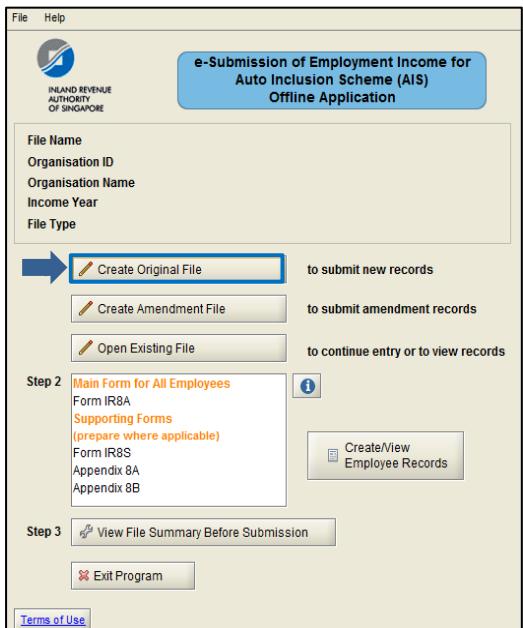 File Help
INLAND REVENUE
AUTHORITY
OF SINGAPORE
e-Submission of Employment Income for
Auto Inclusion Scheme (AIS)
Offline Application
File Name
Organisation ID
Organisation Name
Income Year
File Type
Create Original File to submit new records
Create Amendment File to submit amendment records
Open Existing File to continue entry or to view records
Step 2
Main Form for All Employees
Form IR8A
Supporting Forms
(prepare where applicable)
Form IR8S
Appendix 8A
Appendix 8B
Create/View
Employee Records
Step 3 View File Summary Before Submission
Exit Program
Terms of Use